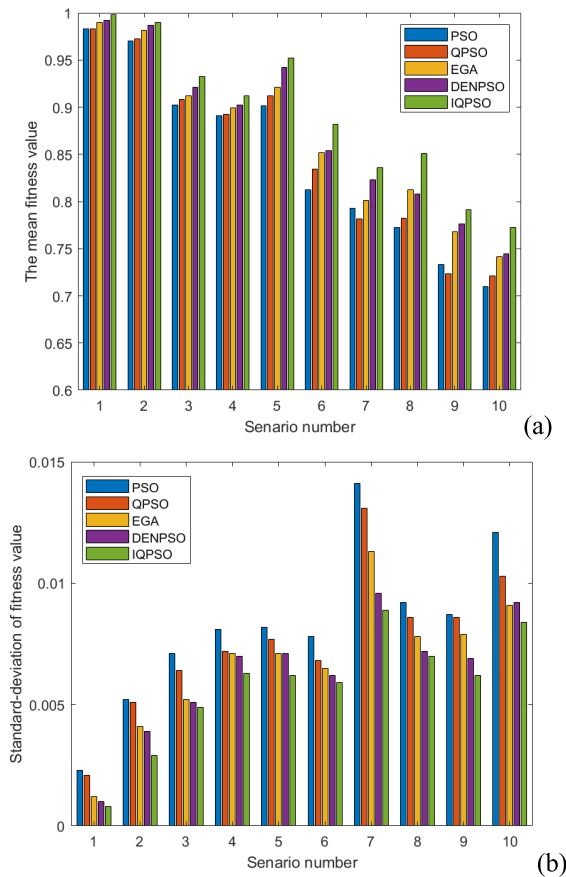 The mean fitness value
1
0.95
0.9
0.85
0.8
0.75
0.7
0.65
0.6
PSO
QPSO
EGA
DENPSO
IQPSO
1 2 3 4 5 6 7 8 9 10
Senario number
(a)
Standard-deviation of fitness value
0.015
0.01
0.005
0
PSO
QPSO
EGA
DENPSO
IQPSO
1 2 3 4 5 6 7 8 9 10
Senario number
(b)